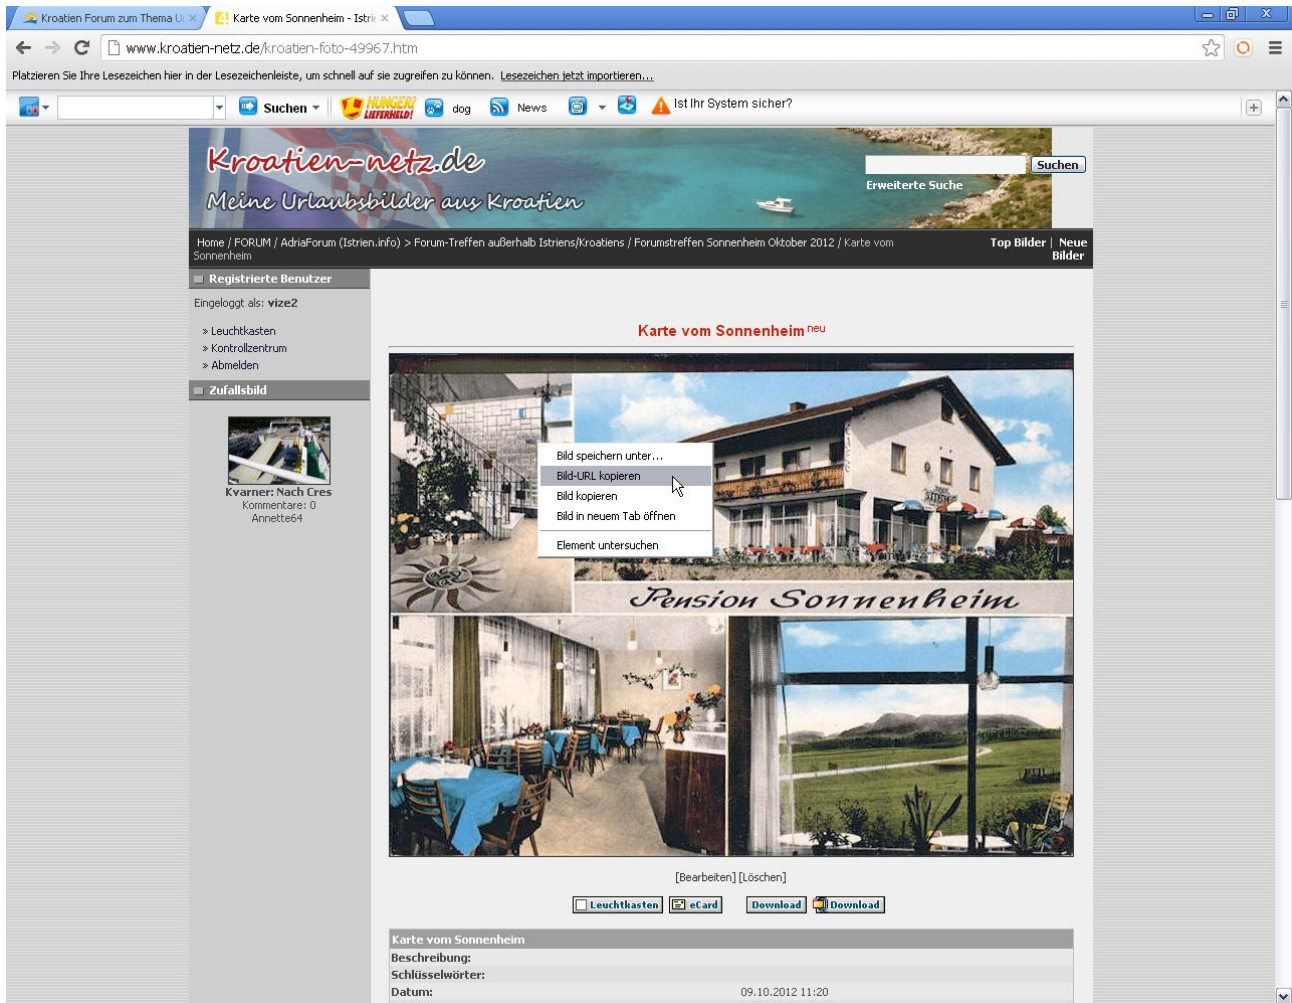 Kroatien Forum zum Thema U
Karte vom Sonnenheim - Istri
www.kroatien-netz.de/kroatien-foto-49967.htm
Platzieren Sie Ihre Lesezeichen hier in der Lesezeichenleiste, um schnell auf sie zugreifen zu können. Lesezeichen jetzt importieren...
Suchen HUNGER? LIEFERHELD! dog News Ist Ihr System sicher?
Kroatien-netz.de
Meine Urlaubsbilder aus Kroatien
Suchen
Erweiterte Suche
Home / FORUM / AdriaForum (Istrien.info) > Forum-Treffen außerhalb Istriens/Kroatiens / Forumstreffen Sonnenheim Oktober 2012 / Karte vom
Sonnenheim
Top Bilder | Neue
Bilder
Registrierte Benutzer
Eingeloggt als: vize2
» Leuchtkasten
» Kontrollzentrum
» Abmelden
Zufallsbild
Kvarner: Nach Cres
Kommentare: 0
Annette64
Karte vom Sonnenheim neu
Bild speichern unter...
Bild-URL kopieren
Bild kopieren
Bild in neuem Tab öffnen
Element untersuchen
Pension Sonnenheim
[Bearbeiten] [Löschen]
Leuchtkasten eCard Download Download
Karte vom Sonnenheim
Beschreibung:
Schlüsselwörter:
Datum: 09.10.2012 11:20